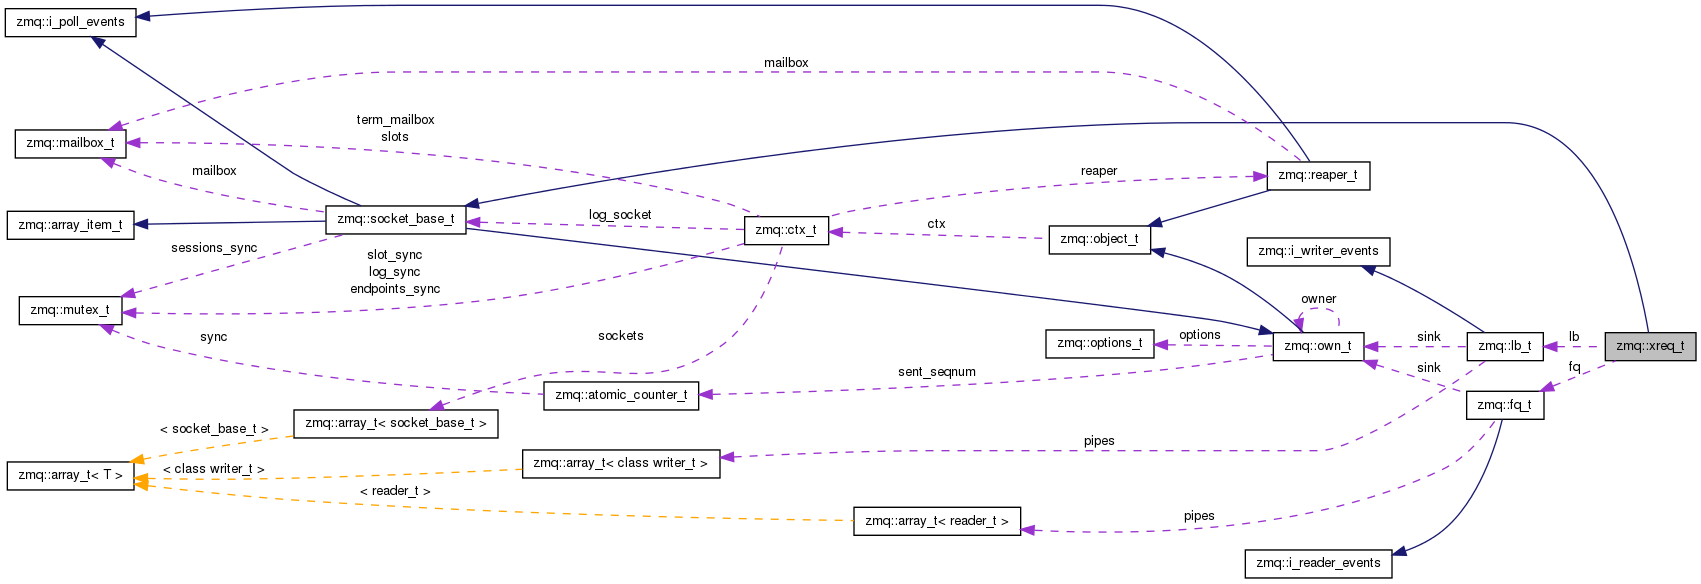 zmq::i_poll_events
mailbox
term_mailbox
slots
zmq::mailbox_t
mailbox
reaper
zmq::reaper_t
zmq::array_item_t
zmq::socket_base_t
log_socket
zmq::ctx_t
ctx
zmq::object_t
sessions_sync
slot_sync
log_sync
endpoints_sync
zmq::i_writer_events
owner
zmq::mutex_t
sync
sockets
zmq::options_t
options
zmq::own_t
sink
zmq::lb_t
lb
zmq::xreq_t
sent_seqnum
sink
fq
zmq::atomic_counter_t
zmq::fq_t
zmq::array_t< socket_base_t >
< socket_base_t >
pipes
zmq::array_t< T >
< class writer_t >
zmq::array_t< class writer_t >
< reader_t >
zmq::array_t< reader_t >
pipes
zmq::i_reader_events